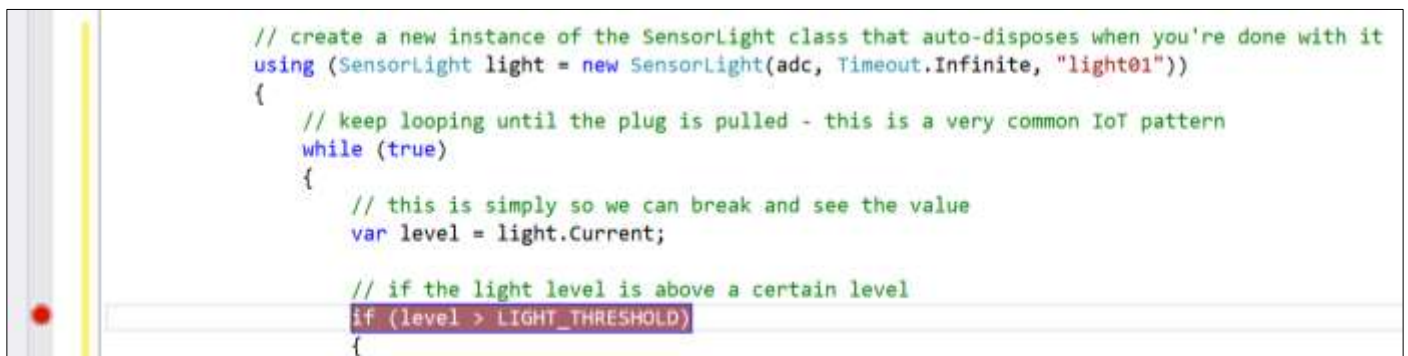 // create a new instance of the SensorLight class that auto-disposes when you're done with it
using (SensorLight light = new SensorLight(adc, Timeout.Infinite, "light01"))
{
// keep looping until the plug is pulled - this is a very common IoT pattern
while (true)
{
// this is simply so we can break and see the value
var level = light.Current;
// if the light level is above a certain level
if (level > LIGHT_THRESHOLD)
{